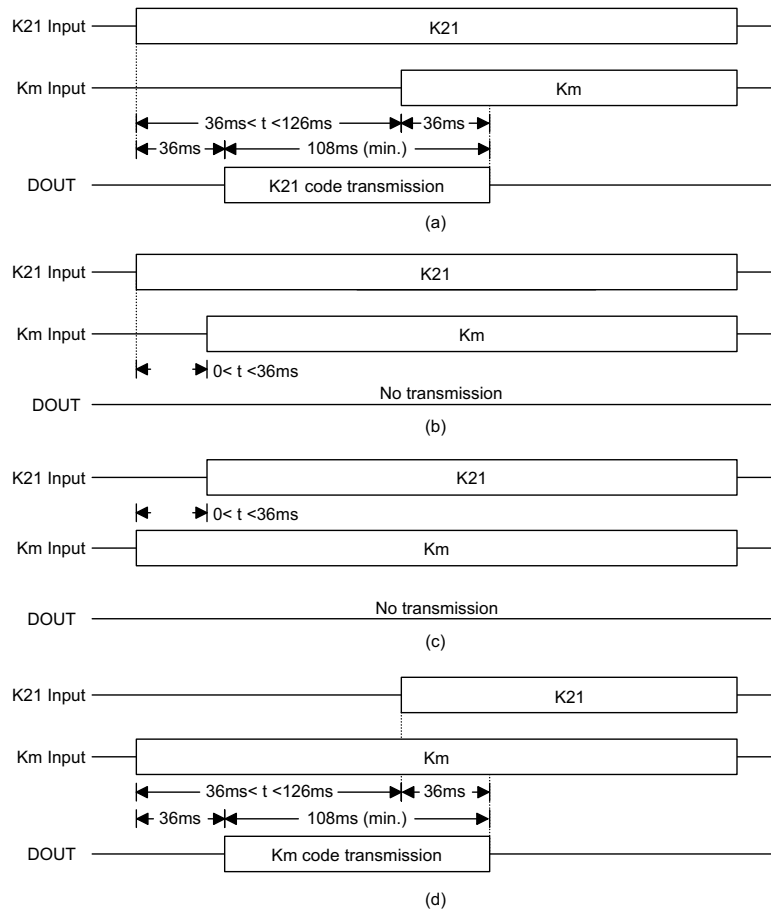 K21 Input
K21
Km Input
Km
36ms< t <126ms
36ms
36ms
108ms (min.)
DOUT
K21 code transmission
(a)
K21 Input
K21
Km Input
Km
0< t <36ms
No transmission
DOUT
(b)
K21 Input
K21
0< t <36ms
Km Input
Km
No transmission
DOUT
(c)
K21 Input
K21
Km Input
Km
36ms< t <126ms
36ms
36ms
108ms (min.)
DOUT
Km code transmission
(d)